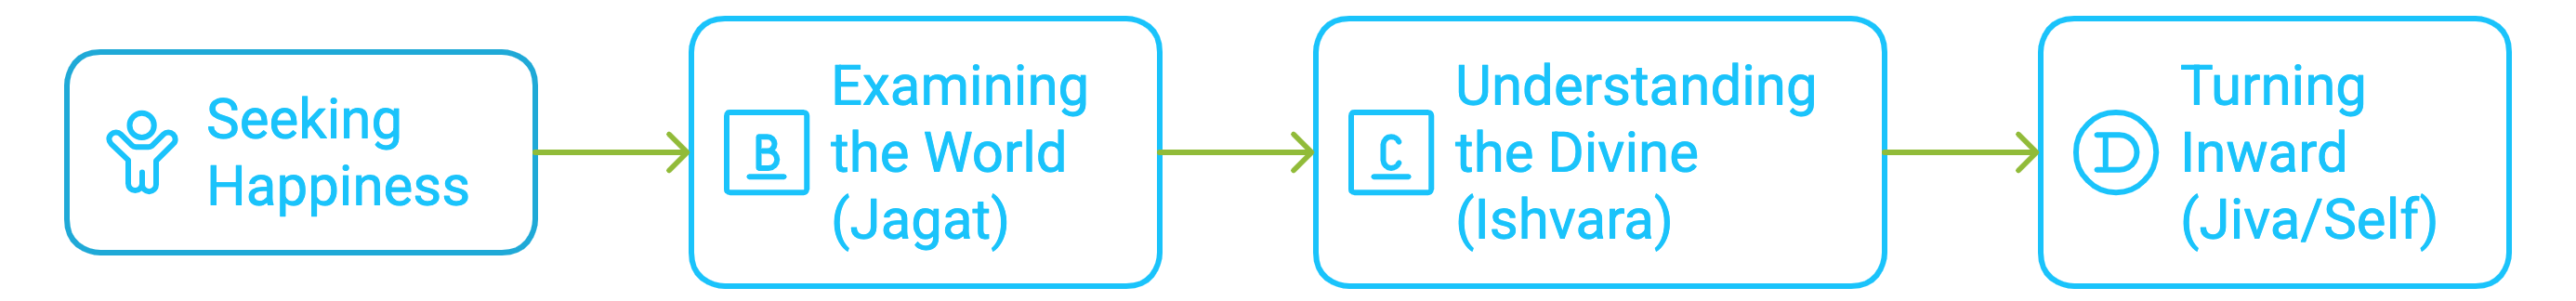 Seeking
Happiness
B
Examining
the World
(Jagat)
C
Understanding
the Divine
(Ishvara)
D
Turning
Inward
(Jiva/Self)